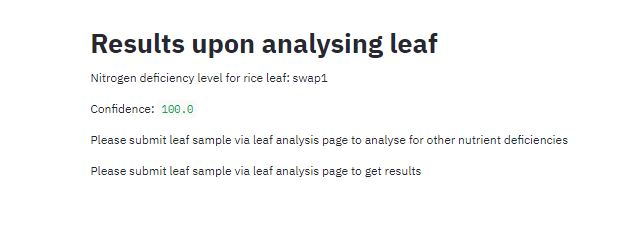 Results upon analysing leaf
Nitrogen deficiency level for rice leaf: swap1
Confidence: 100.0
Please submit leaf sample via leaf analysis page to analyse for other nutrient deficiencies
Please submit leaf sample via leaf analysis page to get results